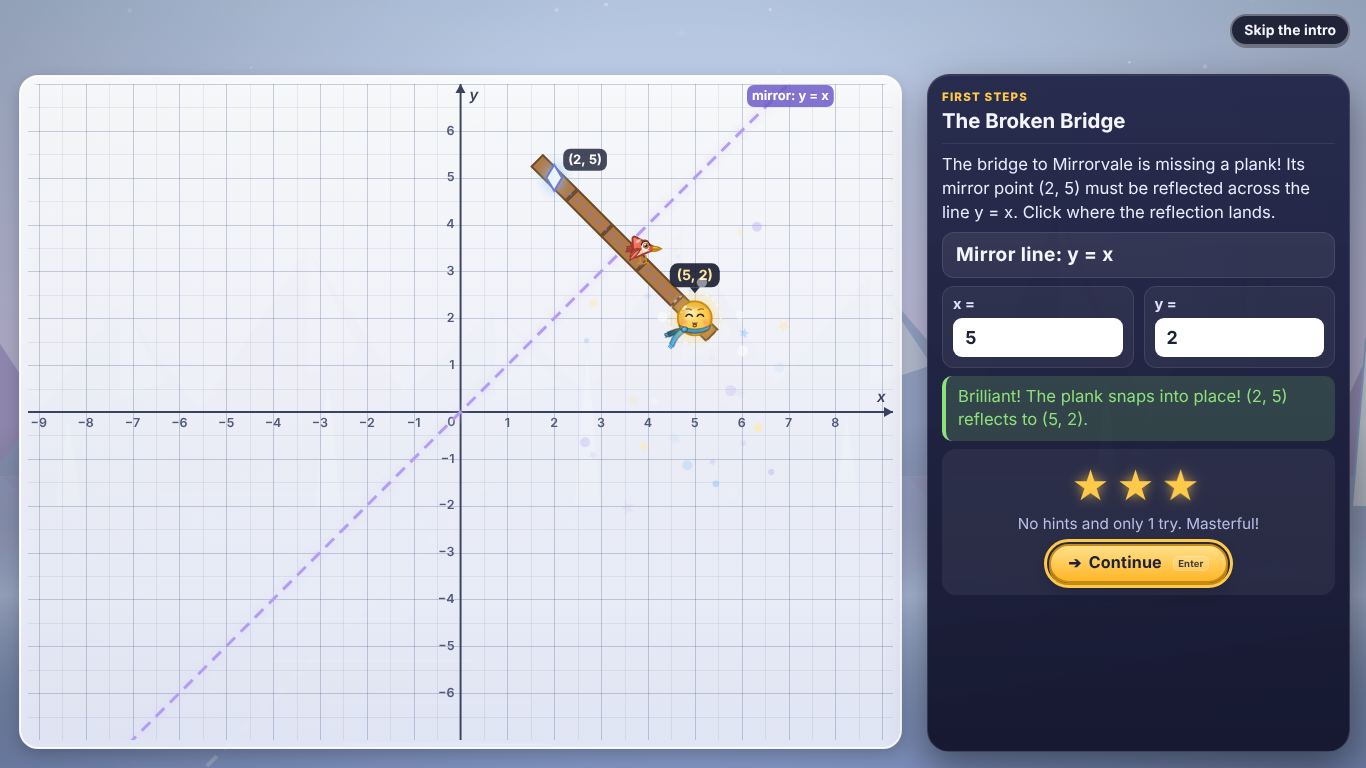 Skip the intro
y
mirror: y = x
6
(2, 5)
5
4
3
(5, 2)
2
1
x
−9 −8 −7 −6 −5 −4 −3 −2 −1 0 1 2 3 4 5 6 7 8
−1
−2
−3
−4
−5
−6
FIRST STEPS
The Broken Bridge
The bridge to Mirrorvale is missing a plank! Its
mirror point (2, 5) must be reflected across the
line y = x. Click where the reflection lands.
Mirror line: y = x
x = y =
5 2
Brilliant! The plank snaps into place! (2, 5)
reflects to (5, 2).
No hints and only 1 try. Masterful!
➔ Continue Enter